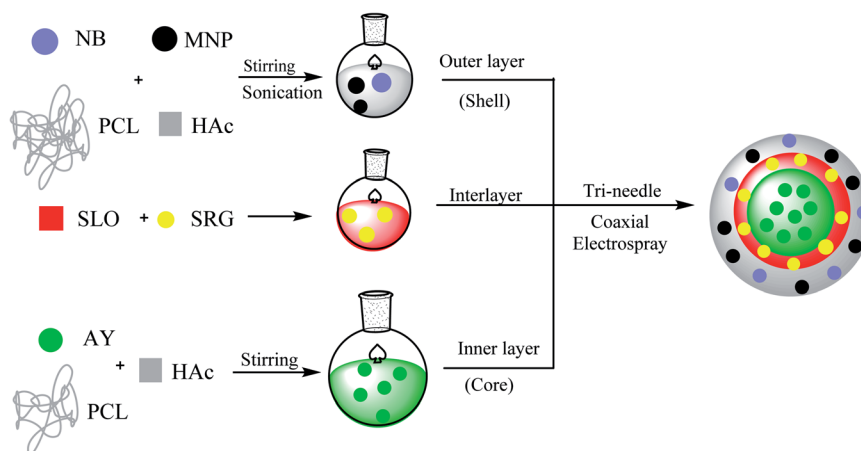 NB
MNP
+
PCL
HAc
Stirring
Sonication
Outer layer
(Shell)
SLO
+
SRG
Interlayer
Tri-needle
Coaxial
Electrospray
AY
+
HAc
PCL
Stirring
Inner layer
(Core)